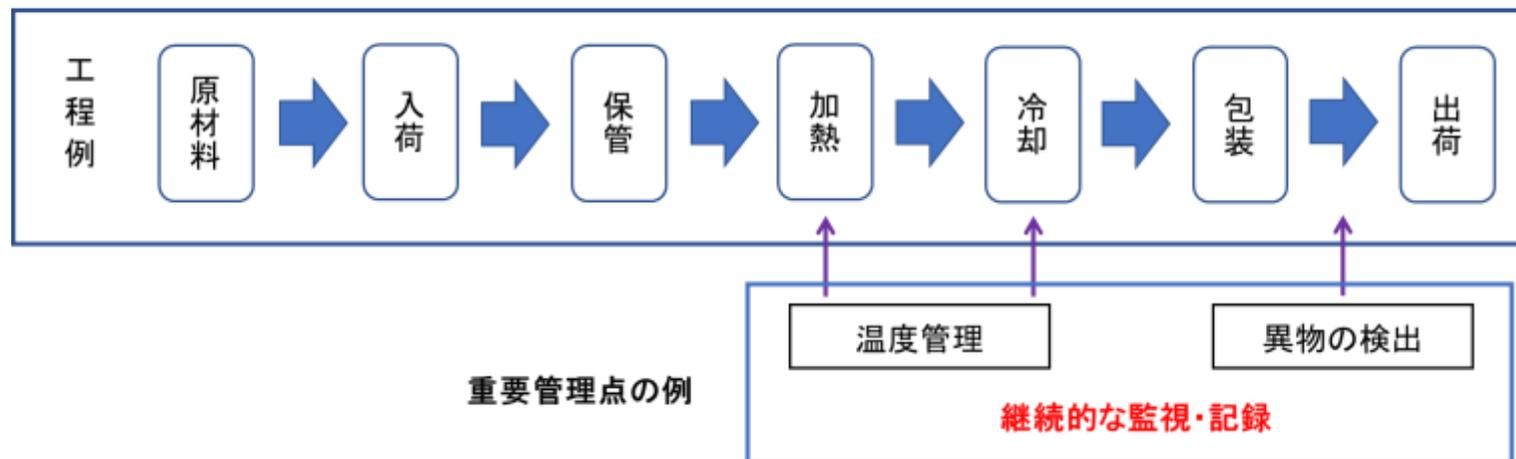 工程例
原材料
入荷
保管
加熱
冷却
包装
出荷
温度管理
異物の検出
重要管理点の例
継続的な監視・記録